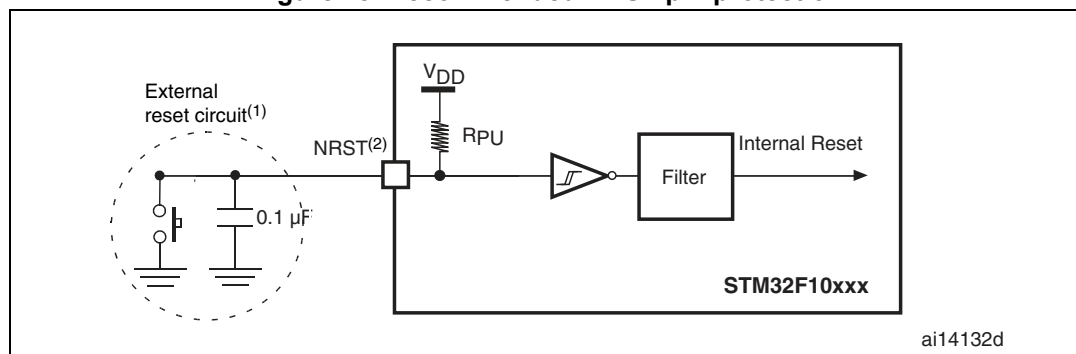 External
reset circuit(1)
VDD
NRST(2)
RPU
Internal Reset
Filter
0.1 µF
STM32F10xxx
ai14132d